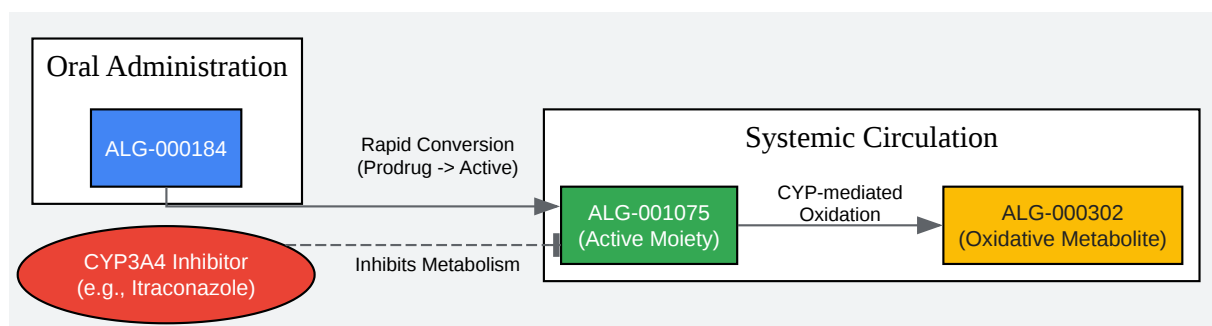 Oral Administration
ALG-000184
Rapid Conversion
(Prodrug -> Active)
Systemic Circulation
ALG-001075
(Active Moiety)
CYP-mediated
Oxidation
ALG-000302
(Oxidative Metabolite)
CYP3A4 Inhibitor
(e.g., Itraconazole)
Inhibits Metabolism